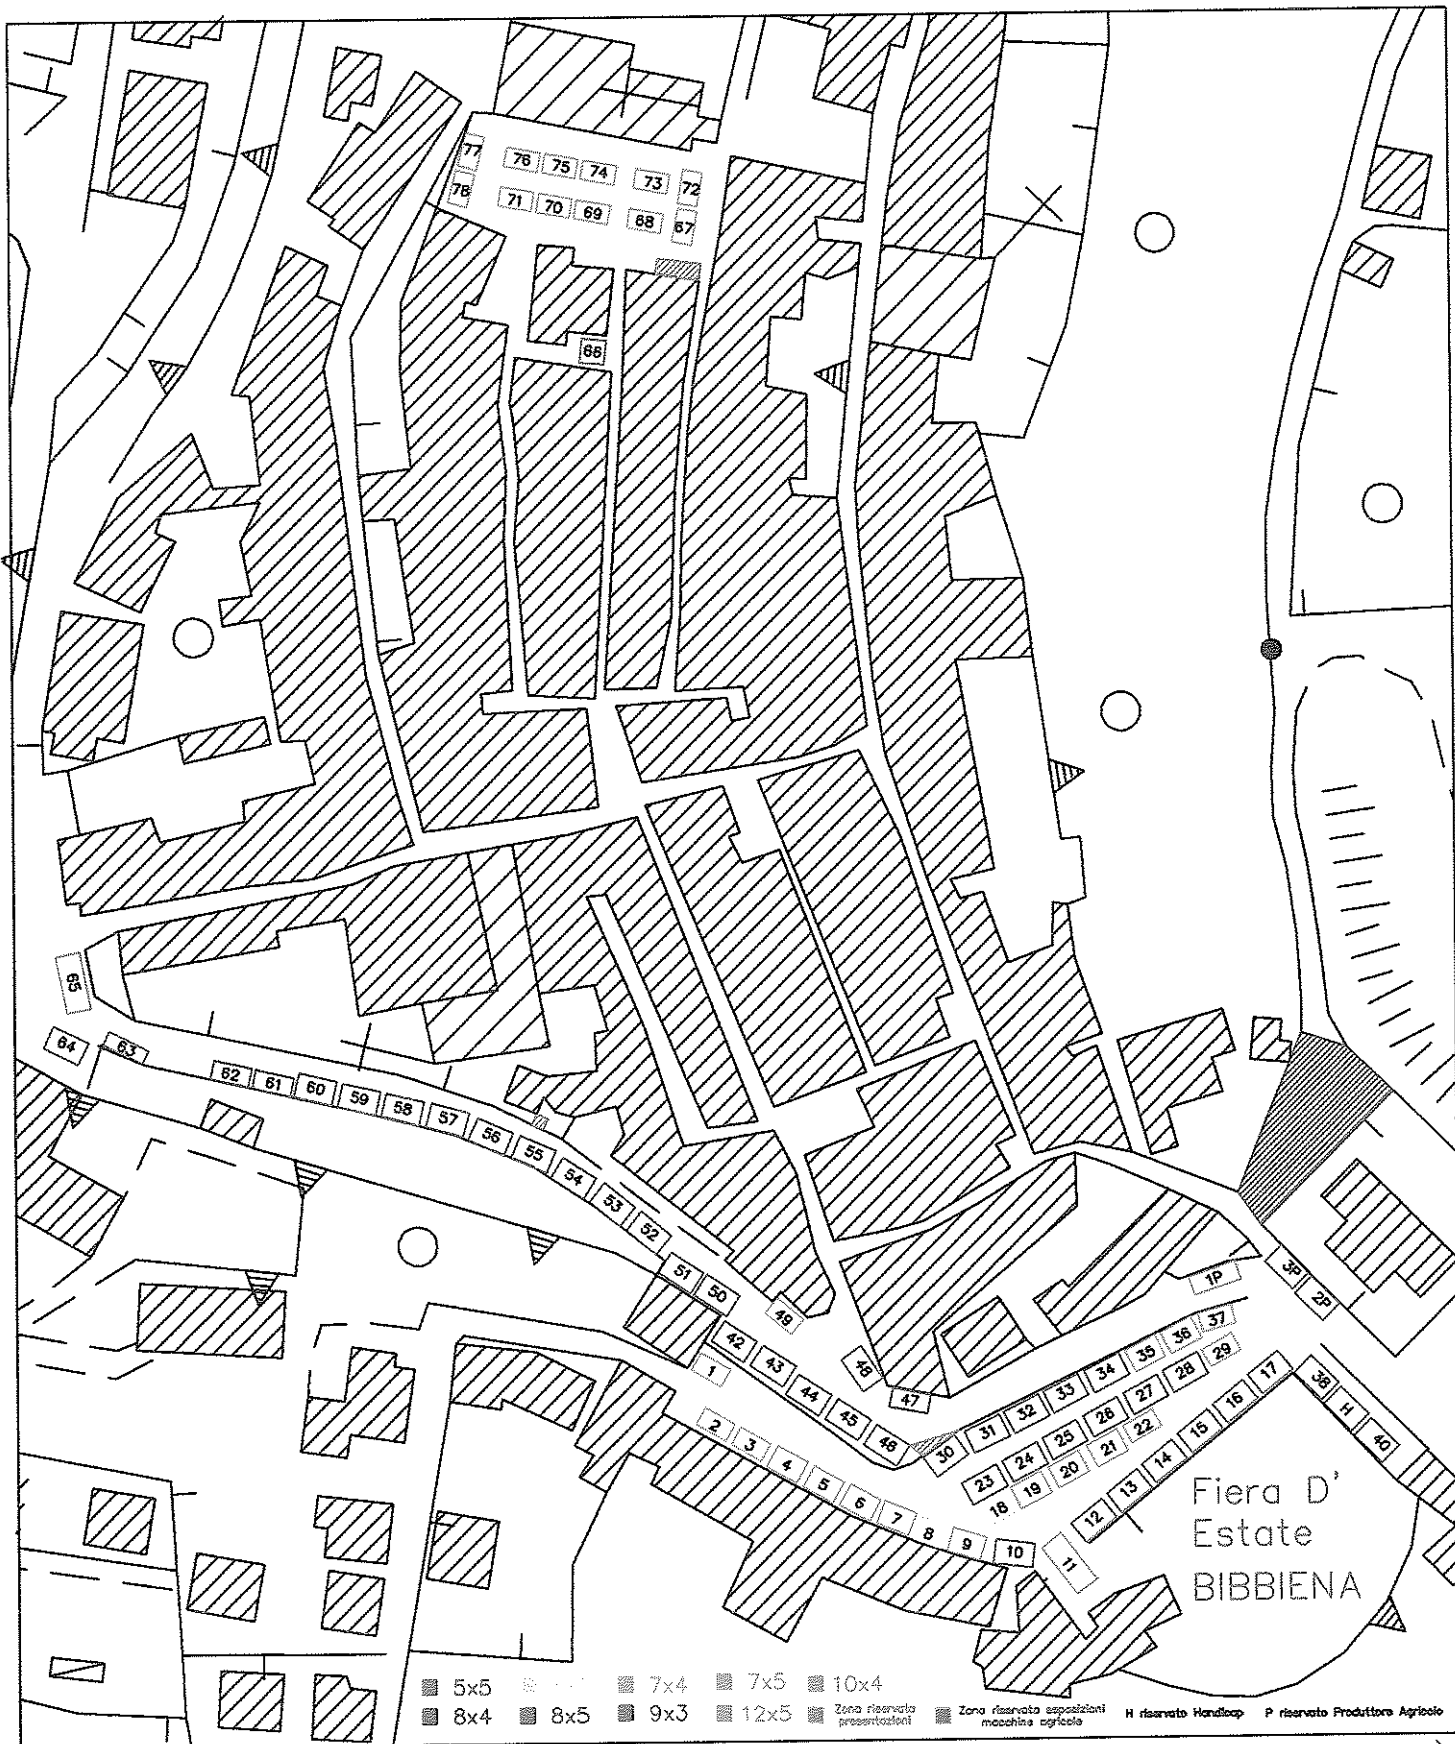 77 76 75 74 73 72
78 71 70 69 68 67
66
65
64 63
62 61 60 59 58 57 56 55 54 53 52
51 50 49
1P 3P 2P
42 43 44 45 46
48 47
1
2 3 4 5 6 7 8 9 10 11
30 31 32 33 34 35 36 37
23 24 25 26 27 28 29
18 19 20 21 22
12 13 14 15 16 17
38 H 40
Fiera D'
Estate
BIBBIENA
5x5 7x4 7x5 10x4
8x4 8x5 9x3 12x5
Zona riservata
presentazioni
Zona riservata esposizioni
macchine agricole
H riservato Handicap P riservato Produttore Agricolo